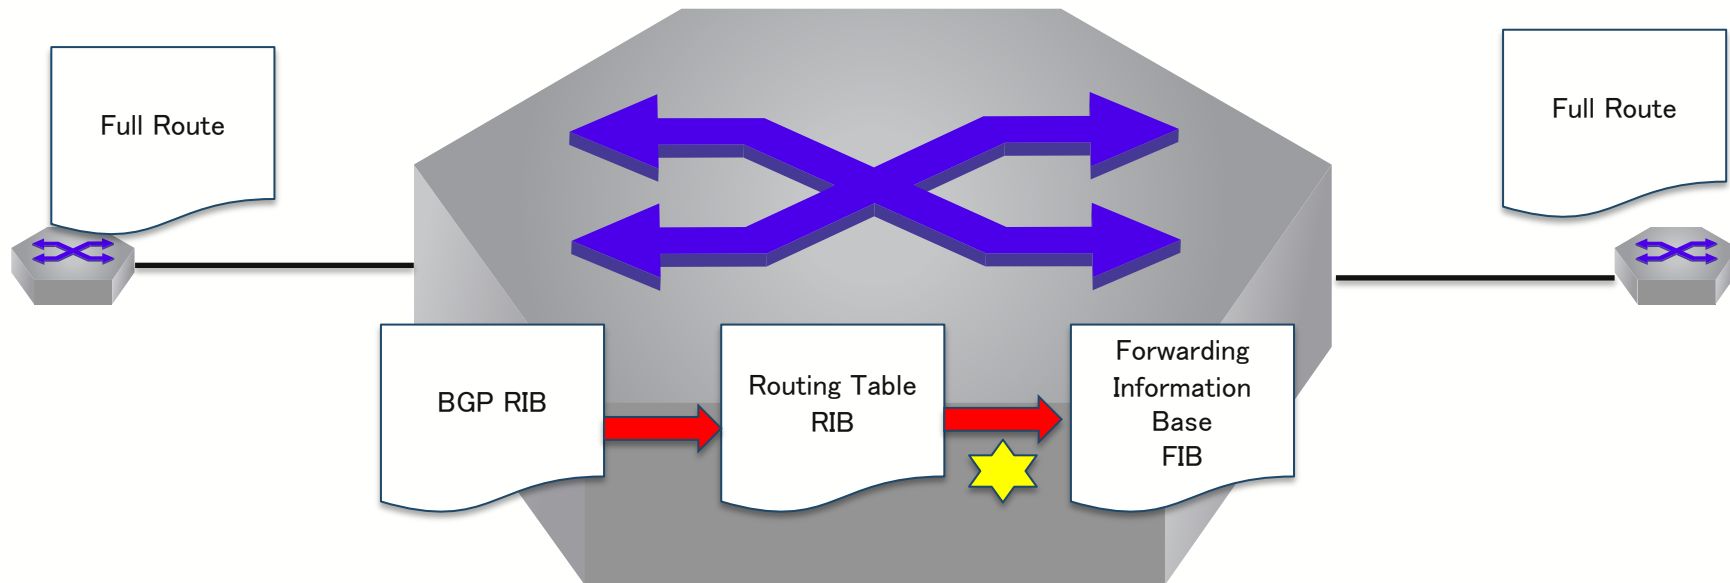 Full Route
Full Route
BGP RIB
Routing Table
RIB
Forwarding
Information
Base
FIB